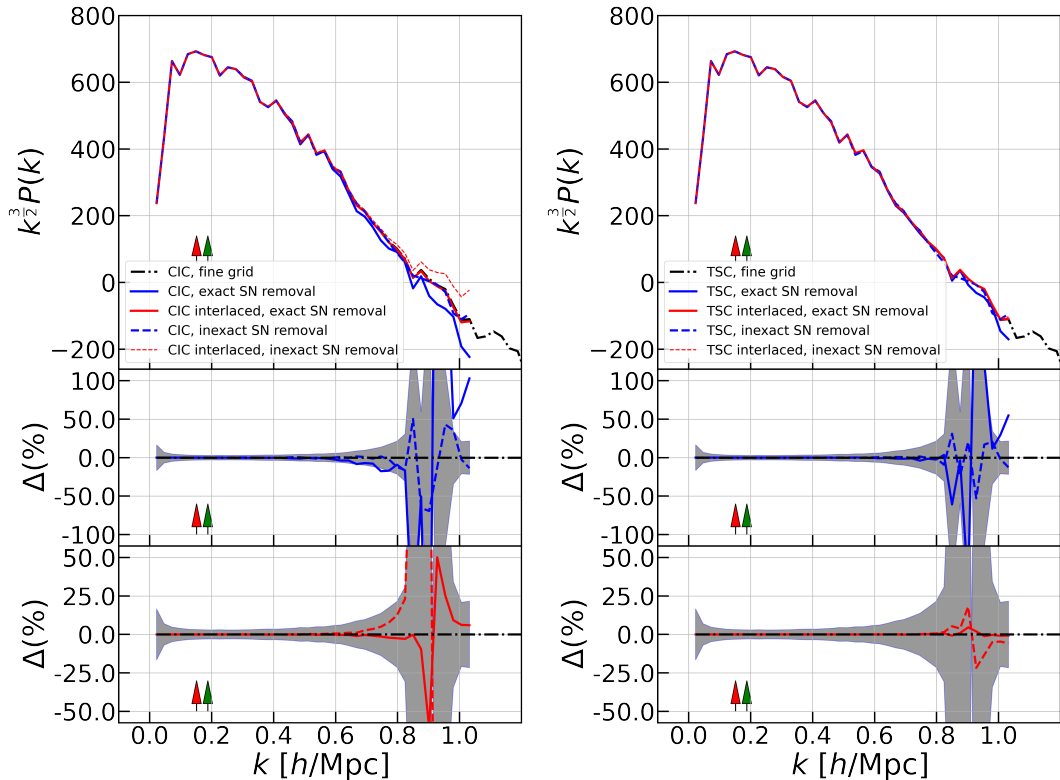 800
600
400
200
0
−200
k^{3/2}P(k)
CIC, fine grid
CIC, exact SN removal
CIC interlaced, exact SN removal
CIC, inexact SN removal
CIC interlaced, inexact SN removal
100
50.0
0.0
-50.0
-100
Δ(%)
50.0
25.0
0.0
-25.0
-50.0
Δ(%)
0.0 0.2 0.4 0.6 0.8 1.0
k [h/Mpc]
800
600
400
200
0
−200
k^{3/2}P(k)
TSC, fine grid
TSC, exact SN removal
TSC interlaced, exact SN removal
TSC, inexact SN removal
TSC interlaced, inexact SN removal
100
50.0
0.0
-50.0
-100
Δ(%)
50.0
25.0
0.0
-25.0
-50.0
Δ(%)
0.0 0.2 0.4 0.6 0.8 1.0
k [h/Mpc]